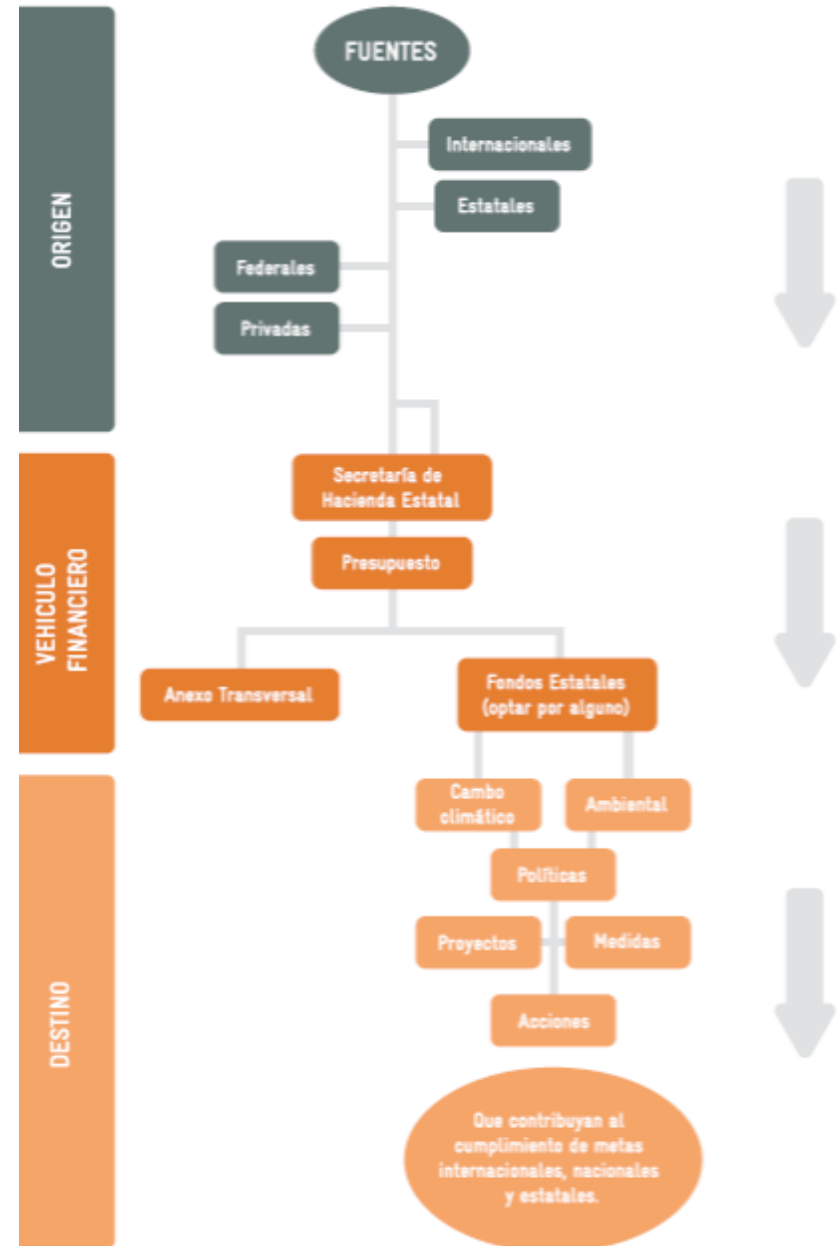 FUENTES
Internacionales
Estatales
Federales
Privadas
ORIGEN
Secretaría de
Hacienda Estatal
Presupuesto
Anexo Transversal
Fondos Estatales
(optar por alguno)
VEHICULO
FINANCIERO
Cambo
climático
Ambiental
Políticas
Proyectos
Medidas
Acciones
DESTINO
Que contribuyan al
cumplimiento de metas
internacionales, nacionales
y estatales.